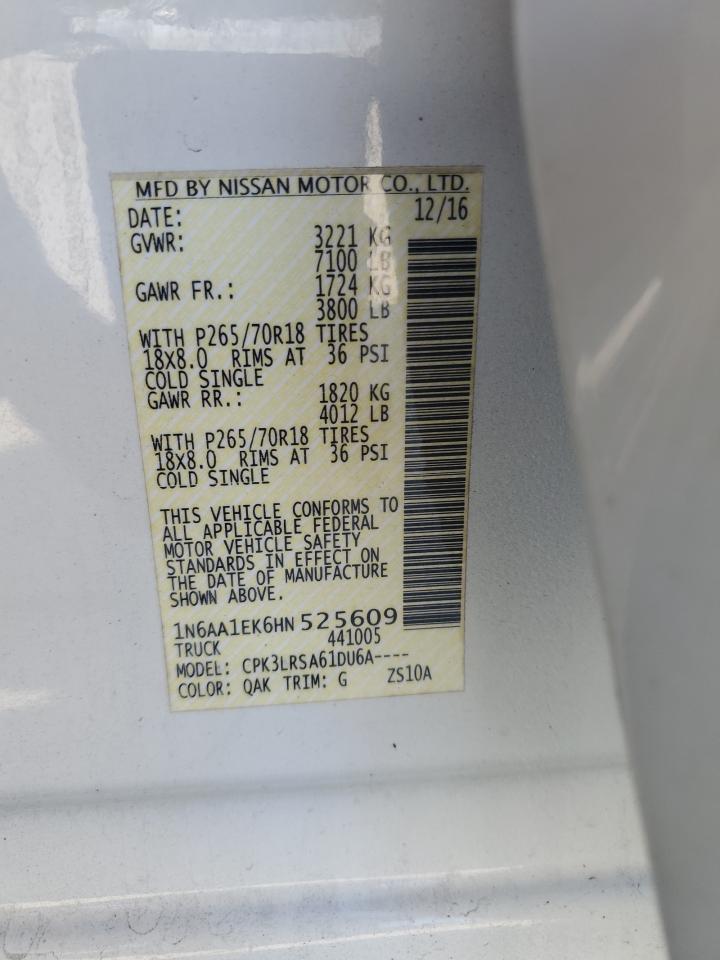 MFD BY NISSAN MOTOR CO., LTD.
DATE: 12/16
GVWR: 3221 KG
7100 LB
GAWR FR.: 1724 KG
3800 LB
WITH P265/70R18 TIRES
18X8.0 RIMS AT 36 PSI
COLD SINGLE
GAWR RR.: 1820 KG
4012 LB
WITH P265/70R18 TIRES
18X8.0 RIMS AT 36 PSI
COLD SINGLE
THIS VEHICLE CONFORMS TO
ALL APPLICABLE FEDERAL
MOTOR VEHICLE SAFETY
STANDARDS IN EFFECT ON
THE DATE OF MANUFACTURE
SHOWN ABOVE.
1N6AA1EK6HN525609
TRUCK 441005
MODEL: CPK3LRSA61DU6A----
COLOR: QAK TRIM: G ZS10A